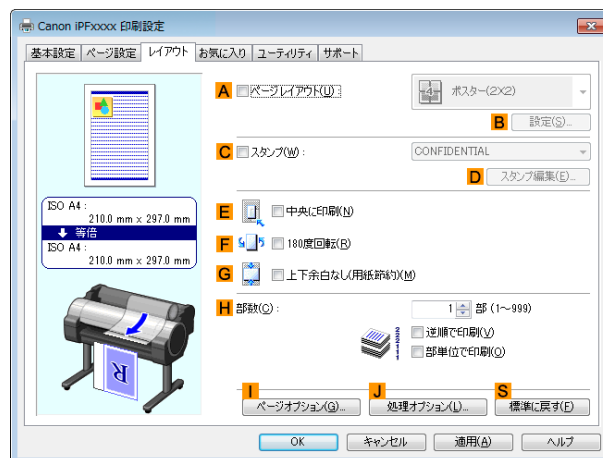 Canon iPFxxxx 印刷設定
基本設定 ページ設定 レイアウト お気に入り ユーティリティ サポート
A ページレイアウト(U) : 4 ポスター(2X2)
B 設定(S)...
C スタンプ(W) : CONFIDENTIAL
D スタンプ編集(E)...
ISO A4 :
210.0 mm x 297.0 mm
等倍
ISO A4 :
210.0 mm x 297.0 mm
E 中央に印刷(N)
F 180度回転(R)
G 上下余白なし(用紙節約)(M)
H 部数(C) : 1 部 (1～999)
逆順で印刷(V)
部単位で印刷(O)
2 2 2 1 1 1
R
I J S
ページオプション(G)... 処理オプション(L)... 標準に戻す(F)
OK キャンセル 適用(A) ヘルプ